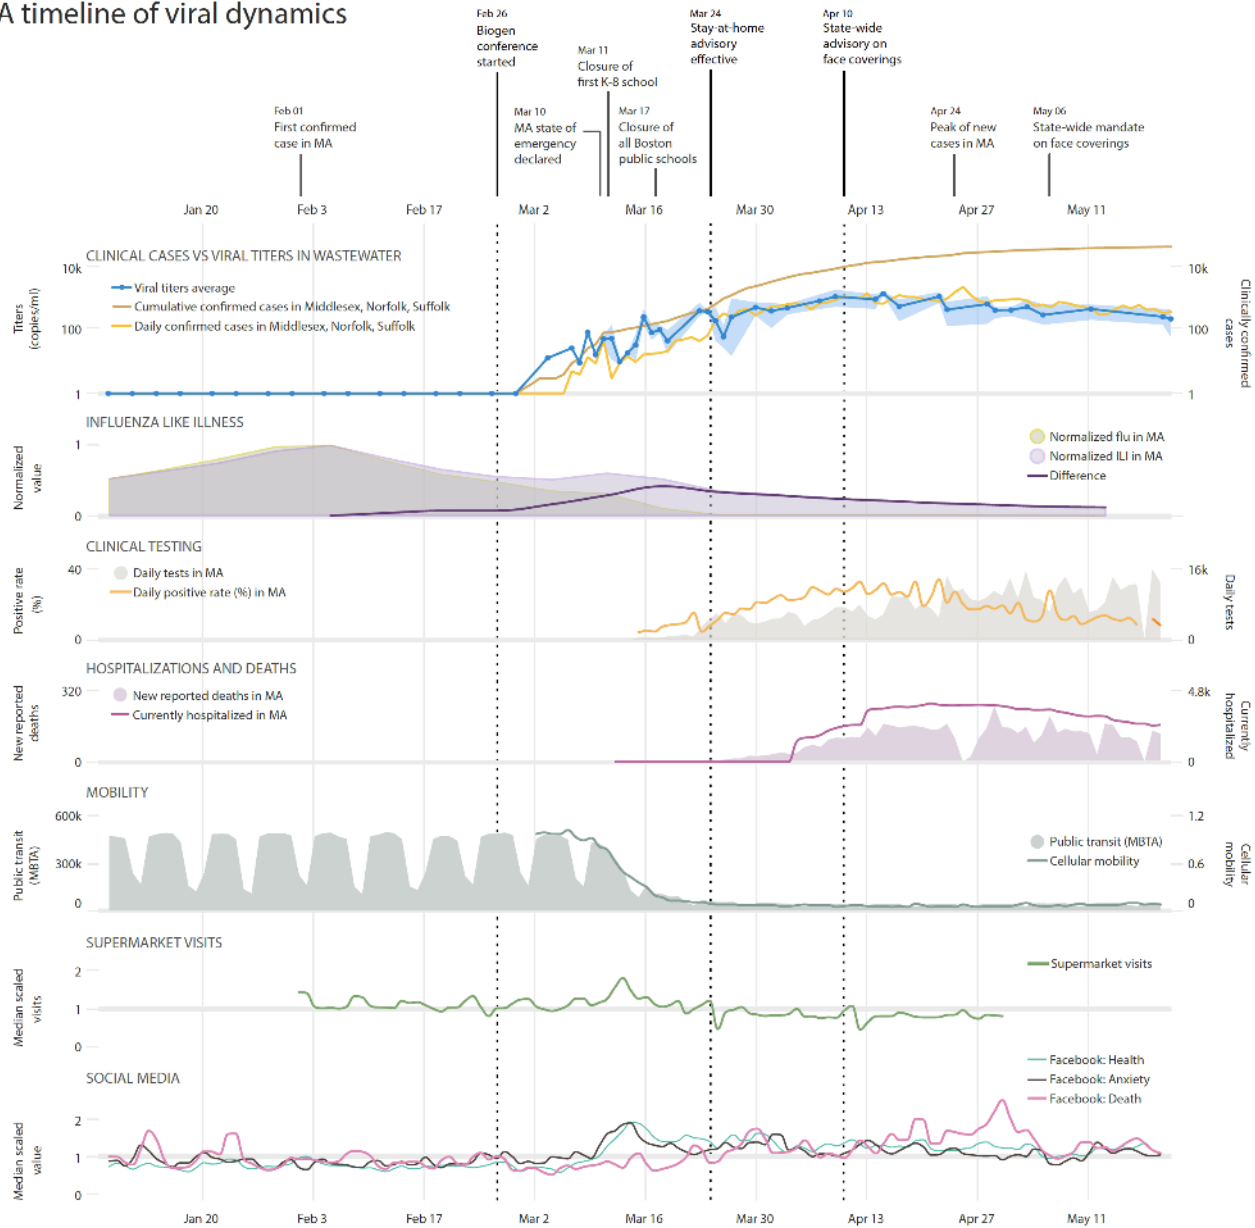 A timeline of viral dynamics
Feb 26
Biogen
conference
started
Mar 24
Stay-at-home
advisory
effective
Apr 10
State-wide
advisory on
face coverings
Mar 11
Closure of
first K-8 school
Feb 01
First confirmed
case in MA
Mar 10
MA state of
emergency
declared
Mar 17
Closure of
all Boston
public schools
Apr 24
Peak of new
cases in MA
May 06
State-wide mandate
on face coverings
Jan 20 Feb 3 Feb 17 Mar 2 Mar 16 Mar 30 Apr 13 Apr 27 May 11
CLINICAL CASES VS VIRAL TITERS IN WASTEWATER
Titers
(copies/ml)
10k
100
1
Viral titers average
Cumulative confirmed cases in Middlesex, Norfolk, Suffolk
Daily confirmed cases in Middlesex, Norfolk, Suffolk
10k
100
1
Clinically confirmed
cases
INFLUENZA LIKE ILLNESS
Normalized
value
1
0
Normalized flu in MA
Normalized ILI in MA
Difference
CLINICAL TESTING
Positive rate
(%)
40
0
Daily tests in MA
Daily positive rate (%) in MA
16k
0
Daily tests
HOSPITALIZATIONS AND DEATHS
New reported
deaths
320
0
New reported deaths in MA
Currently hospitalized in MA
4.8k
0
Currently
hospitalized
MOBILITY
Public transit
(MBTA)
600k
300k
0
Public transit (MBTA)
Cellular mobility
1.2
0.6
0
Cellular
mobility
SUPERMARKET VISITS
Median scaled
visits
2
1
0
Supermarket visits
SOCIAL MEDIA
Median scaled
value
2
1
0
Facebook: Health
Facebook: Anxiety
Facebook: Death
Jan 20 Feb 3 Feb 17 Mar 2 Mar 16 Mar 30 Apr 13 Apr 27 May 11